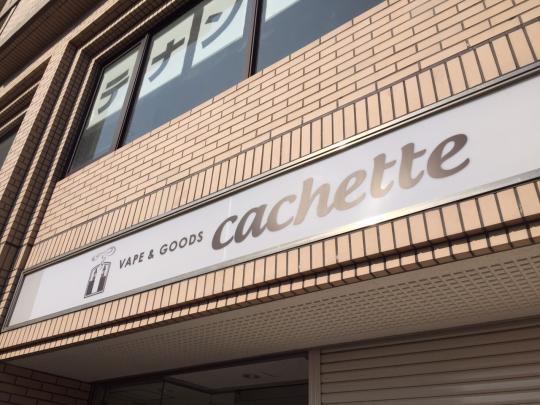 テナン
VAPE & GOODS cachette